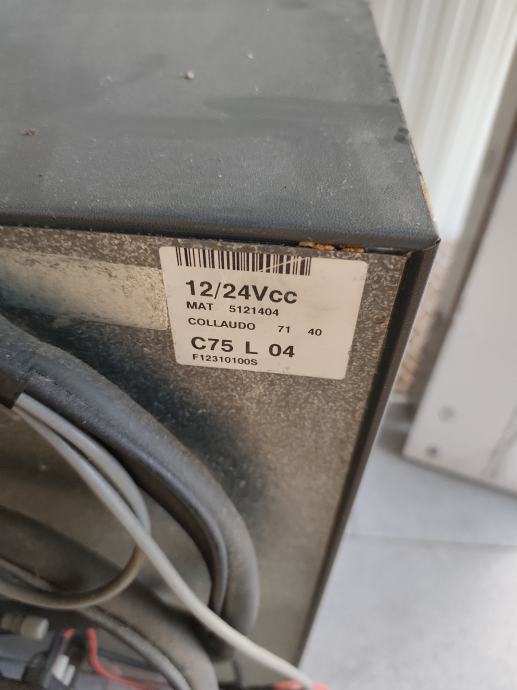 12/24Vcc
MAT 5121404
COLLAUDO 71 40
C75 L 04
F12310100S